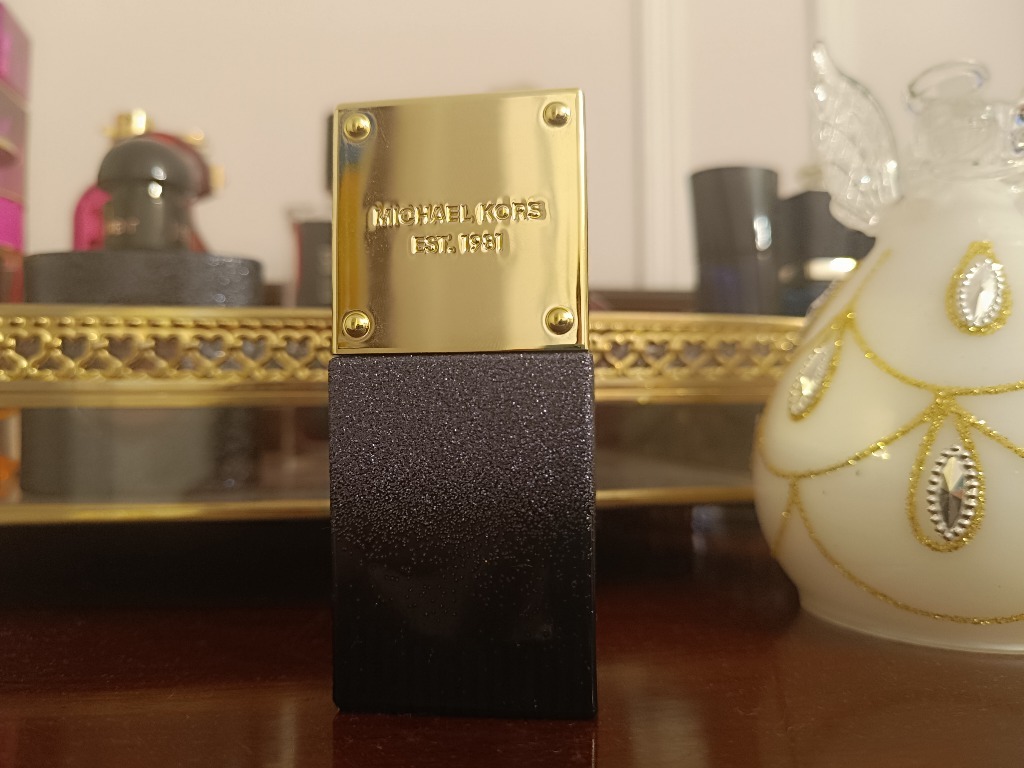 MICHAEL KORS
EST. 1981